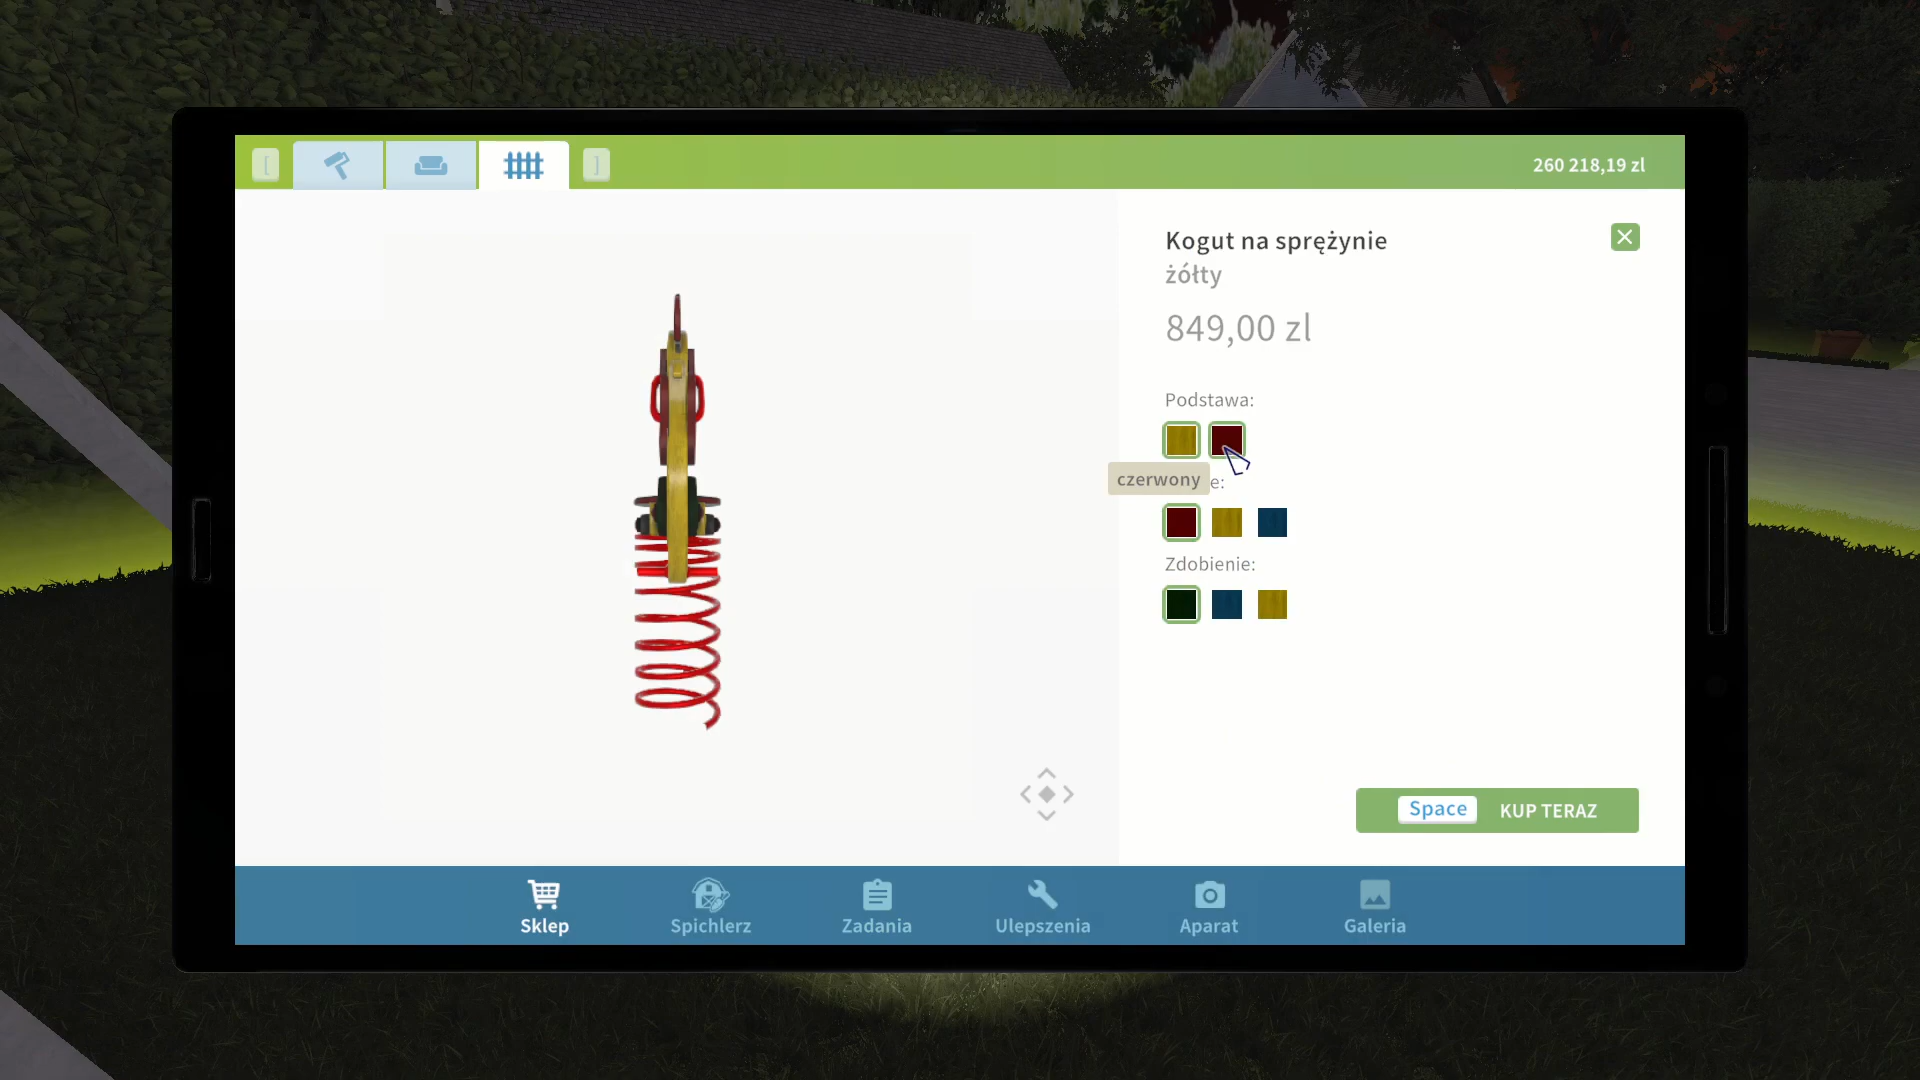 [
]
260 218,19 zl
Kogut na sprężynie
żółty
849,00 zl
Podstawa:
czerwony
e:
Zdobienie:
Space KUP TERAZ
Sklep
Spichlerz
Zadania
Ulepszenia
Aparat
Galeria